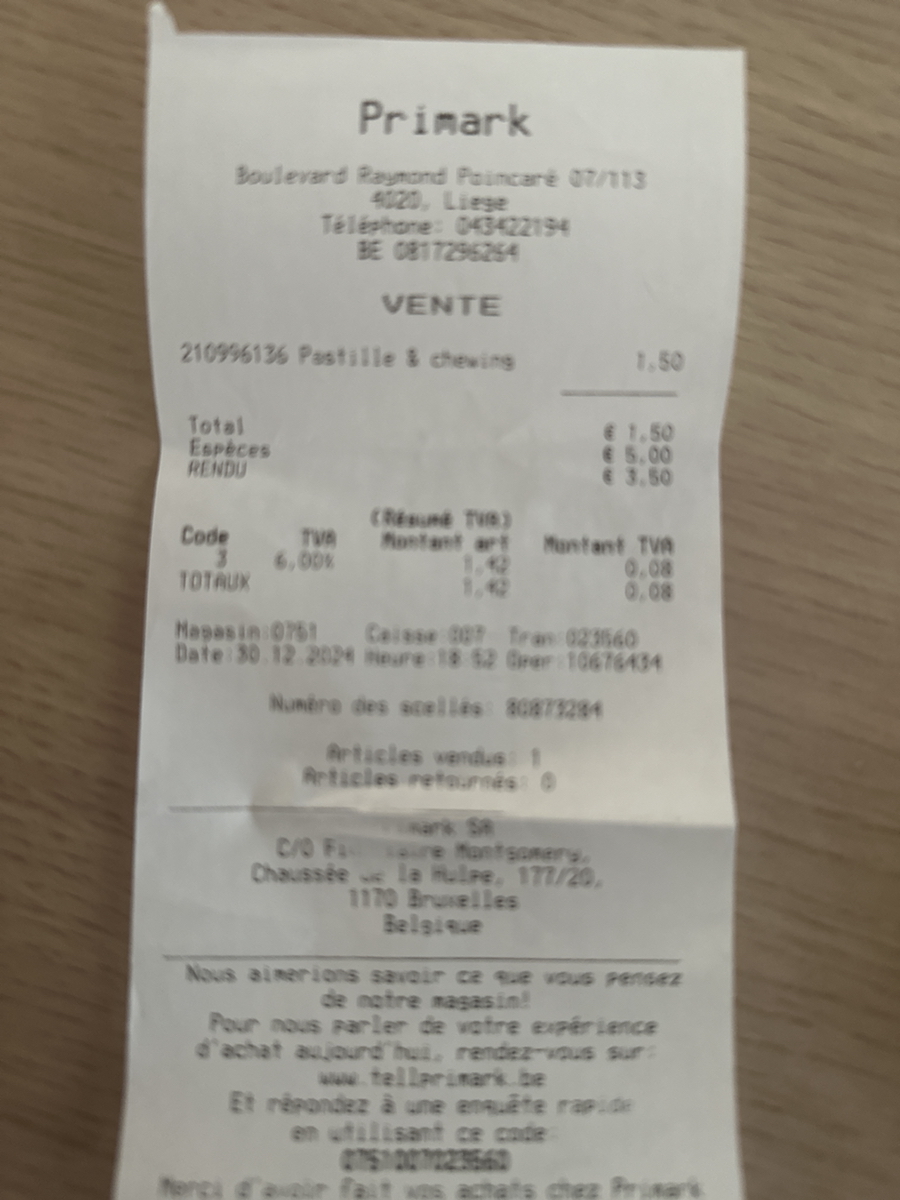 Primark
Boulevard Raymond Poincaré 07/113
4020, Liege
Téléphone: 043422194
BE 0817296264
VENTE
210996136 Pastille & chewing 1,50
Total € 1,50
Espèces € 5,00
RENDU € 3,50
(Résumé TVA)
Code TVA Montant art Montant TVA
3 6,00% 1,42 0,08
TOTAUX 1,42 0,08
Magasin:0751 Caisse:007 Tran:023560
Date:30.12.2024 Heure:18:52 Oper:10676434
Numéro des scellés: 80873284
Articles vendus: 1
Articles retournés: 0
SA
C/O Montgomery,
Chaussée la Hulpe, 177/20,
1170 Bruxelles
Belgique
Nous aimerions savoir ce que vous pensez
de notre magasin!
Pour nous parler de votre expérience
d'achat aujourd'hui, rendez-vous sur:
www.tellprimark.be
Et répondez à une enquête rapide
en utilisant ce code:
0751007023560
Merci d'avoir fait vos achats chez Primark